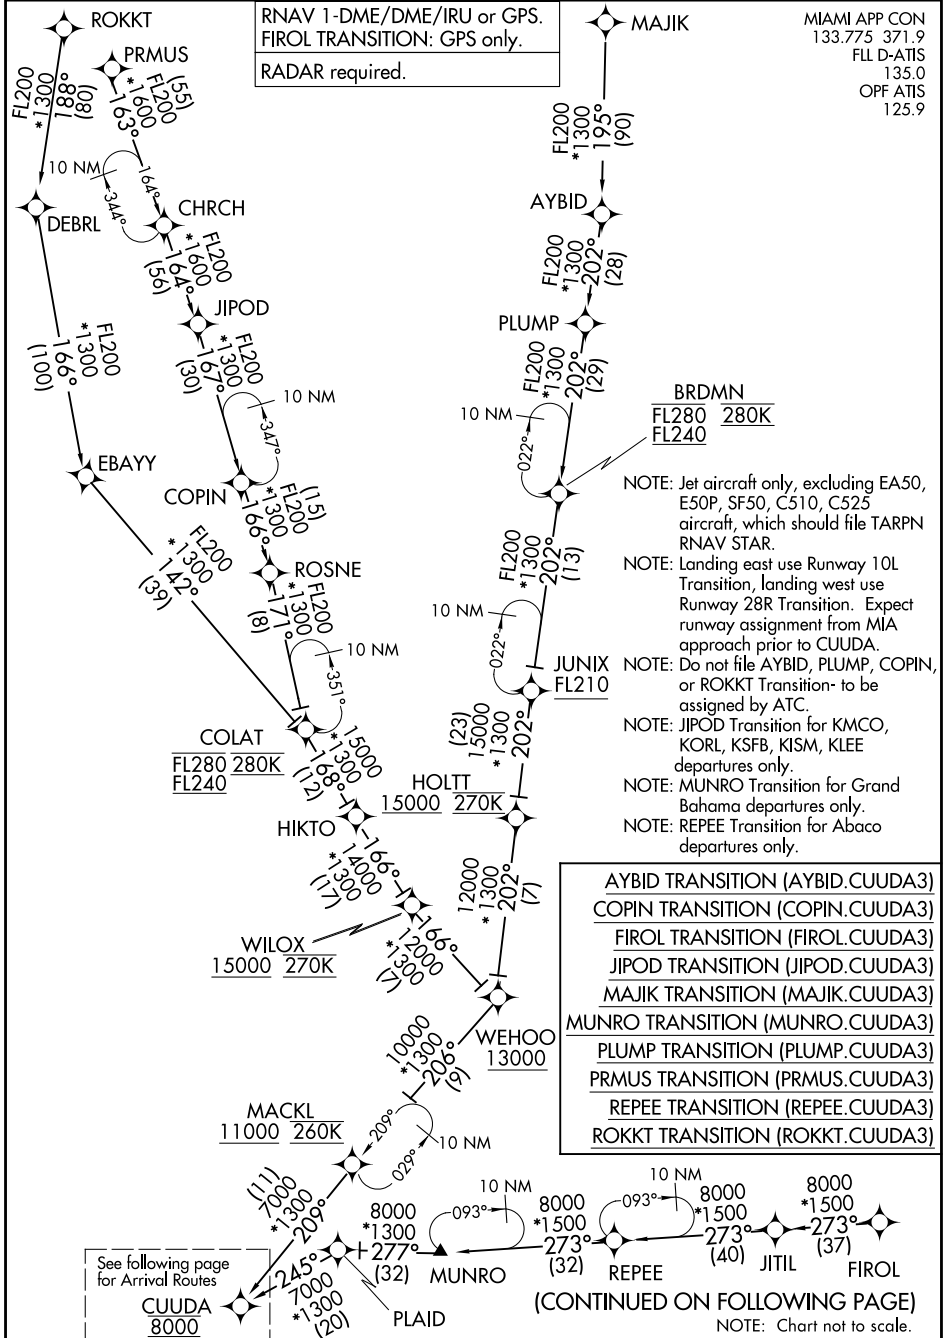 ROKKT
FL200
*1300
188°
(80)
PRMUS
(55)
FL200
*1600
163°
RNAV 1-DME/DME/IRU or GPS.
FIROL TRANSITION: GPS only.
RADAR required.
MAJIK
FL200
*1300
195°
(90)
MIAMI APP CON
133.775 371.9
FLL D-ATIS
135.0
OPF ATIS
125.9
10 NM
164°
344°
DEBRL
CHRCH
AYBID
FL200
*1600
164°
(56)
FL200
*1300
202°
(28)
JIPOD
PLUMP
FL200
*1300
166°
(100)
FL200
*1300
167°
(30)
FL200
*1300
202°
(29)
10 NM
347°
10 NM
022°
BRDMN
FL280 280K
FL240
EBAYY
COPIN
(15)
FL200
*1300
166°
FL200
*1300
142°
(39)
ROSNE
FL200
*1300
171°
(8)
FL200
*1300
202°
(13)
10 NM
351°
10 NM
022°
JUNIX
FL210
NOTE: Jet aircraft only, excluding EA50,
E50P, SF50, C510, C525
aircraft, which should file TARPN
RNAV STAR.
NOTE: Landing east use Runway 10L
Transition, landing west use
Runway 28R Transition. Expect
runway assignment from MIA
approach prior to CUUDA.
NOTE: Do not file AYBID, PLUMP, COPIN,
or ROKKT Transition- to be
assigned by ATC.
NOTE: JIPOD Transition for KMCO,
KORL, KSFB, KISM, KLEE
departures only.
NOTE: MUNRO Transition for Grand
Bahama departures only.
NOTE: REPEE Transition for Abaco
departures only.
COLAT
FL280 280K
FL240
15000
*1300
168°
(12)
(23)
15000
*1300
202°
HOLTT
15000 270K
HIKTO
166°
14000
*1300
(17)
12000
*1300
202°
(7)
WILOX
15000 270K
166°
12000
*1300
(7)
WEHOO
13000
AYBID TRANSITION (AYBID.CUUDA3)
COPIN TRANSITION (COPIN.CUUDA3)
FIROL TRANSITION (FIROL.CUUDA3)
JIPOD TRANSITION (JIPOD.CUUDA3)
MAJIK TRANSITION (MAJIK.CUUDA3)
MUNRO TRANSITION (MUNRO.CUUDA3)
PLUMP TRANSITION (PLUMP.CUUDA3)
PRMUS TRANSITION (PRMUS.CUUDA3)
REPEE TRANSITION (REPEE.CUUDA3)
ROKKT TRANSITION (ROKKT.CUUDA3)
10000
*1300
206°
(9)
MACKL
11000 260K
209°
029°
10 NM
(11)
7000
*1300
209°
8000
*1300
277°
(32)
10 NM
093°
8000
*1500
273°
(32)
10 NM
093°
8000
*1500
273°
(40)
8000
*1500
273°
(37)
MUNRO
REPEE
JITIL
FIROL
See following page
for Arrival Routes
CUUDA
8000
245°
7000
*1300
(20)
PLAID
(CONTINUED ON FOLLOWING PAGE)
NOTE: Chart not to scale.